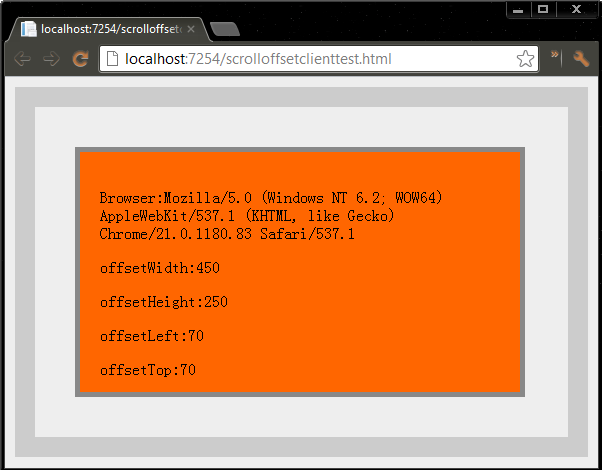 localhost:7254/scrolloffsetc
localhost:7254/scrolloffsetclienttest.html
Browser:Mozilla/5.0 (Windows NT 6.2; WOW64)
AppleWebKit/537.1 (KHTML, like Gecko)
Chrome/21.0.1180.83 Safari/537.1
offsetWidth:450
offsetHeight:250
offsetLeft:70
offsetTop:70